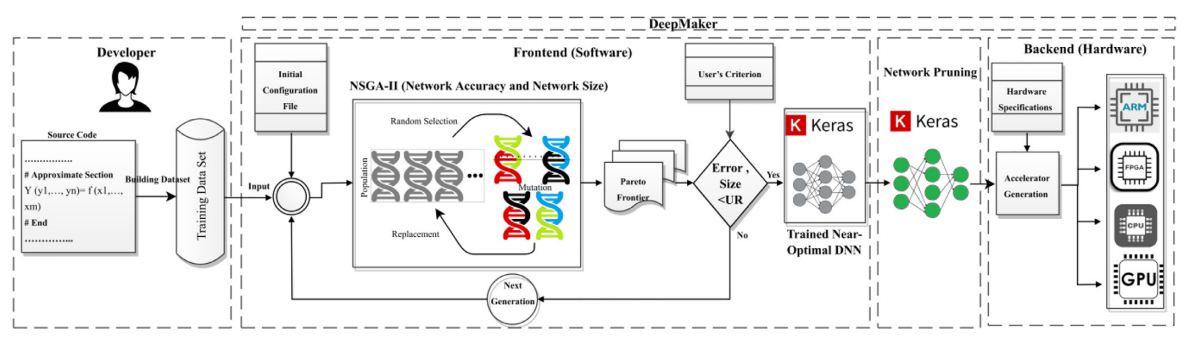 DeepMaker
Developer
Source Code
................
# Approximate Section
Y (y1,…, yn)= f (x1,…,
xm)
# End
……………...
Building Dataset
Training Data Set
Input
Frontend (Software)
Initial
Configuration
File
NSGA-II (Network Accuracy and Network Size)
Random Selection
Population
...
Mutation
Replacement
Pareto
Frontier
User's Criterion
Error ,
Size
<UR
Yes
No
Next
Generation
K Keras
Trained Near-
Optimal DNN
Network Pruning
K Keras
Backend (Hardware)
Hardware
Specifications
Accelerator
Generation
ARM
FPGA
CPU
GPU